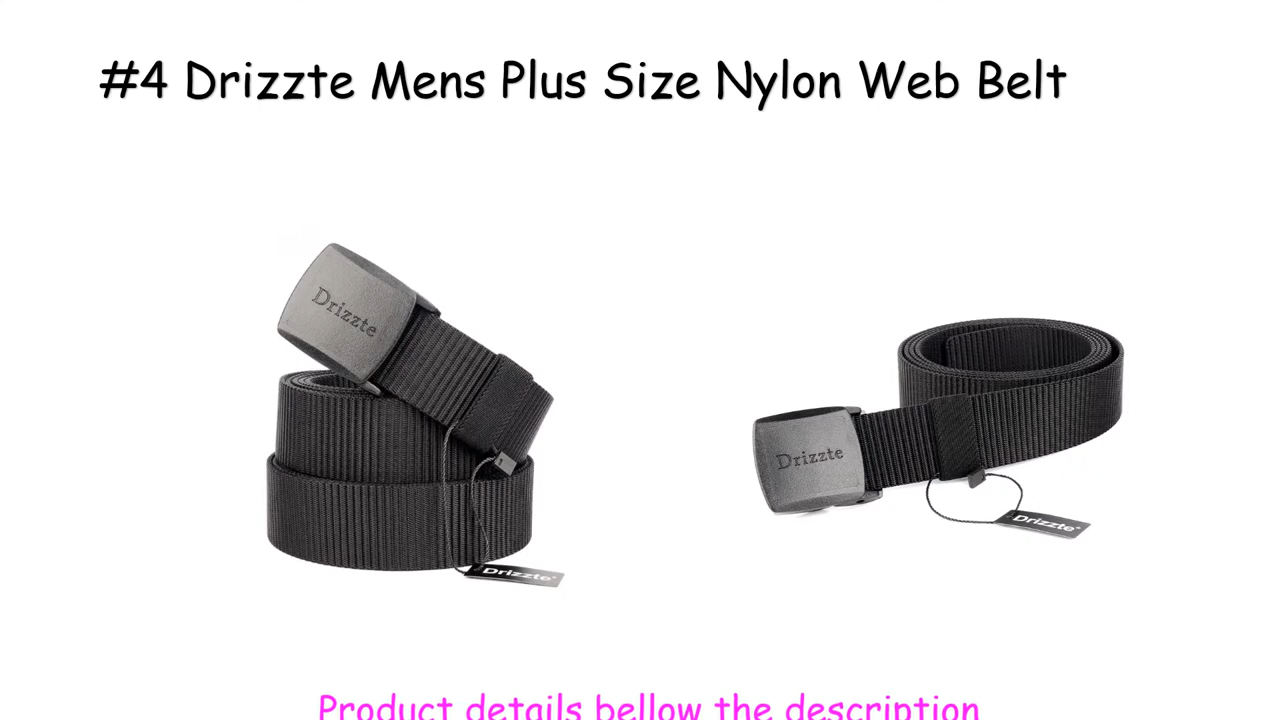 #4 Drizzte Mens Plus Size Nylon Web Belt
Drizzte
Drizzte
Drizzte
Drizzte
Product details bellow the description